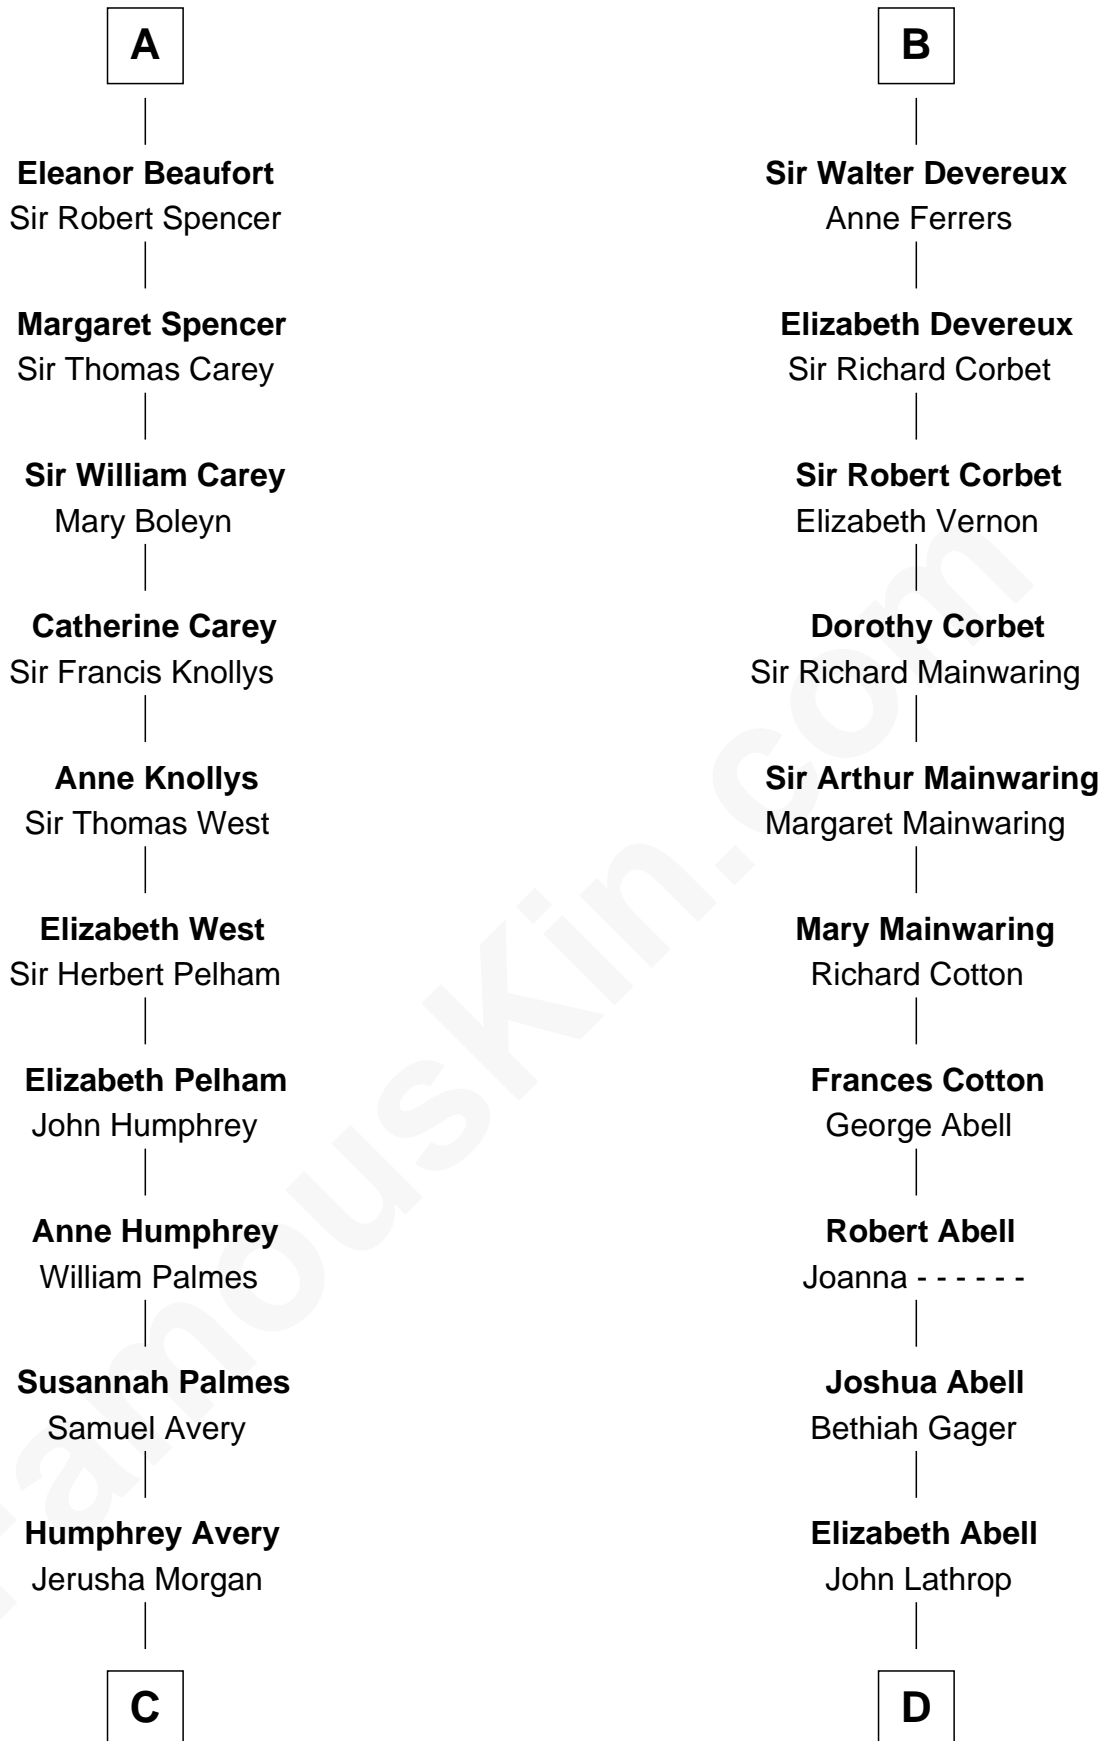 A
Eleanor Beaufort
Sir Robert Spencer
Margaret Spencer
Sir Thomas Carey
Sir William Carey
Mary Boleyn
Catherine Carey
Sir Francis Knollys
Anne Knollys
Sir Thomas West
Elizabeth West
Sir Herbert Pelham
Elizabeth Pelham
John Humphrey
Anne Humphrey
William Palmes
Susannah Palmes
Samuel Avery
Humphrey Avery
Jerusha Morgan
C
B
Sir Walter Devereux
Anne Ferrers
Elizabeth Devereux
Sir Richard Corbet
Sir Robert Corbet
Elizabeth Vernon
Dorothy Corbet
Sir Richard Mainwaring
Sir Arthur Mainwaring
Margaret Mainwaring
Mary Mainwaring
Richard Cotton
Frances Cotton
George Abell
Robert Abell
Joanna - - - - - -
Joshua Abell
Bethiah Gager
Elizabeth Abell
John Lathrop
D
FamousKin.com